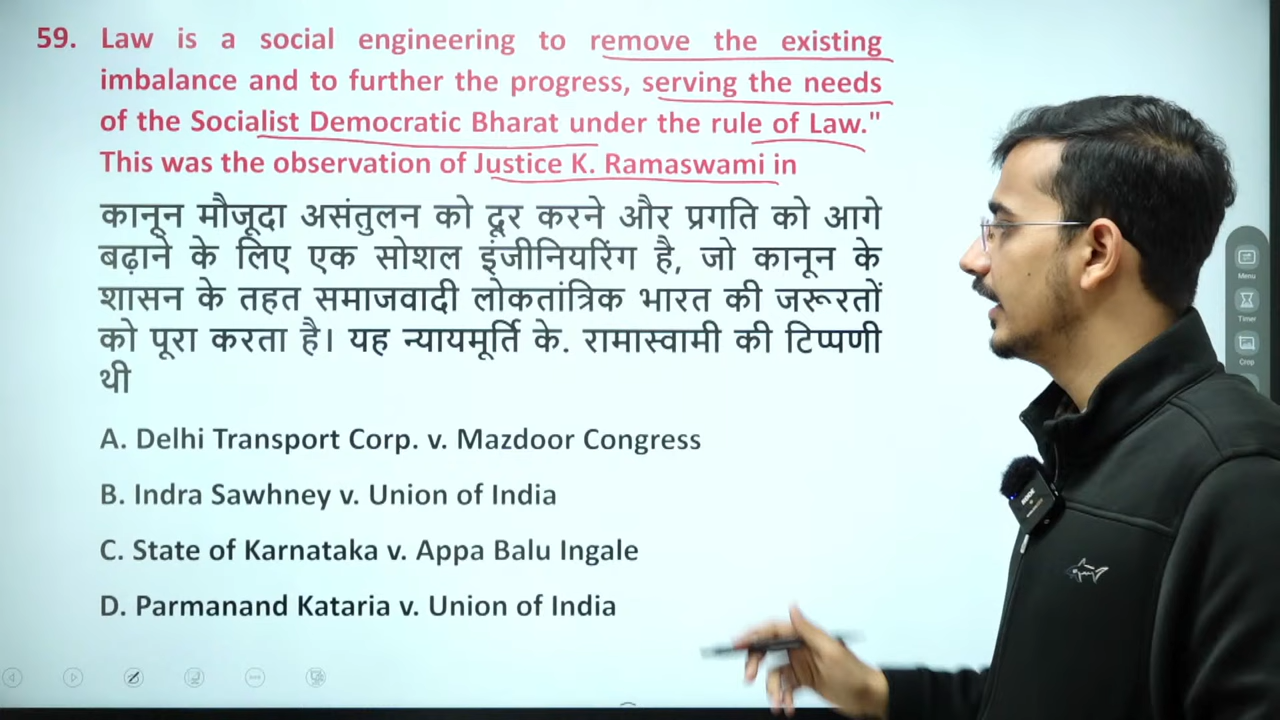 59. Law is a social engineering to remove the existing
imbalance and to further the progress, serving the needs
of the Socialist Democratic Bharat under the rule of Law."
This was the observation of Justice K. Ramaswami in
कानून मौजूदा असंतुलन को दूर करने और प्रगति को आगे
बढ़ाने के लिए एक सोशल इंजीनियरिंग है, जो कानून के
शासन के तहत समाजवादी लोकतांत्रिक भारत की जरूरतों
को पूरा करता है। यह न्यायमूर्ति के. रामास्वामी की टिप्पणी
थी
A. Delhi Transport Corp. v. Mazdoor Congress
B. Indra Sawhney v. Union of India
C. State of Karnataka v. Appa Balu Ingale
D. Parmanand Kataria v. Union of India
Menu
Timer
Crop